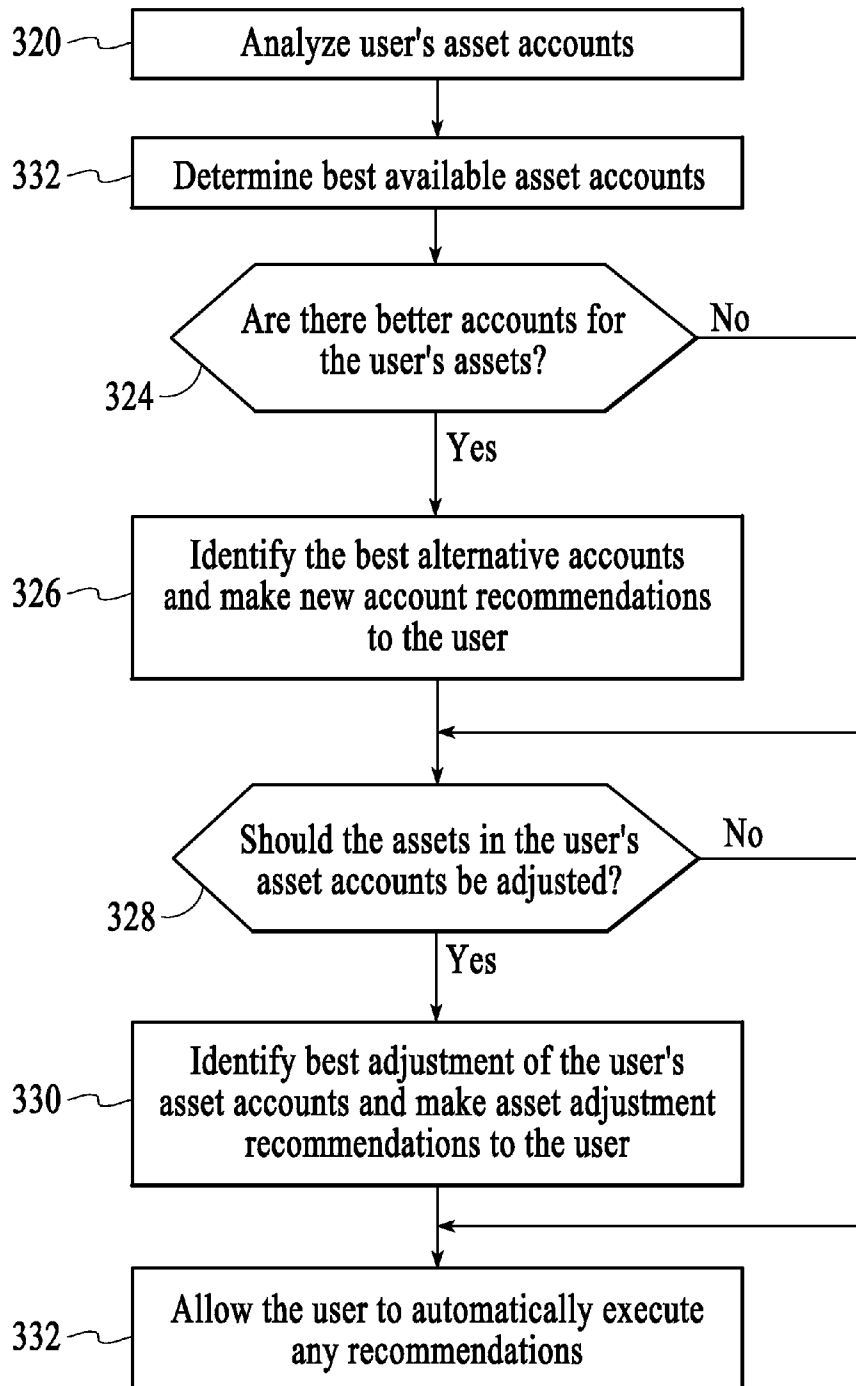 320
Analyze user's asset accounts
332
Determine best available asset accounts
Are there better accounts for
the user's assets?
No
324
Yes
326
Identify the best alternative accounts
and make new account recommendations
to the user
Should the assets in the user's
asset accounts be adjusted?
No
328
Yes
330
Identify best adjustment of the user's
asset accounts and make asset adjustment
recommendations to the user
332
Allow the user to automatically execute
any recommendations